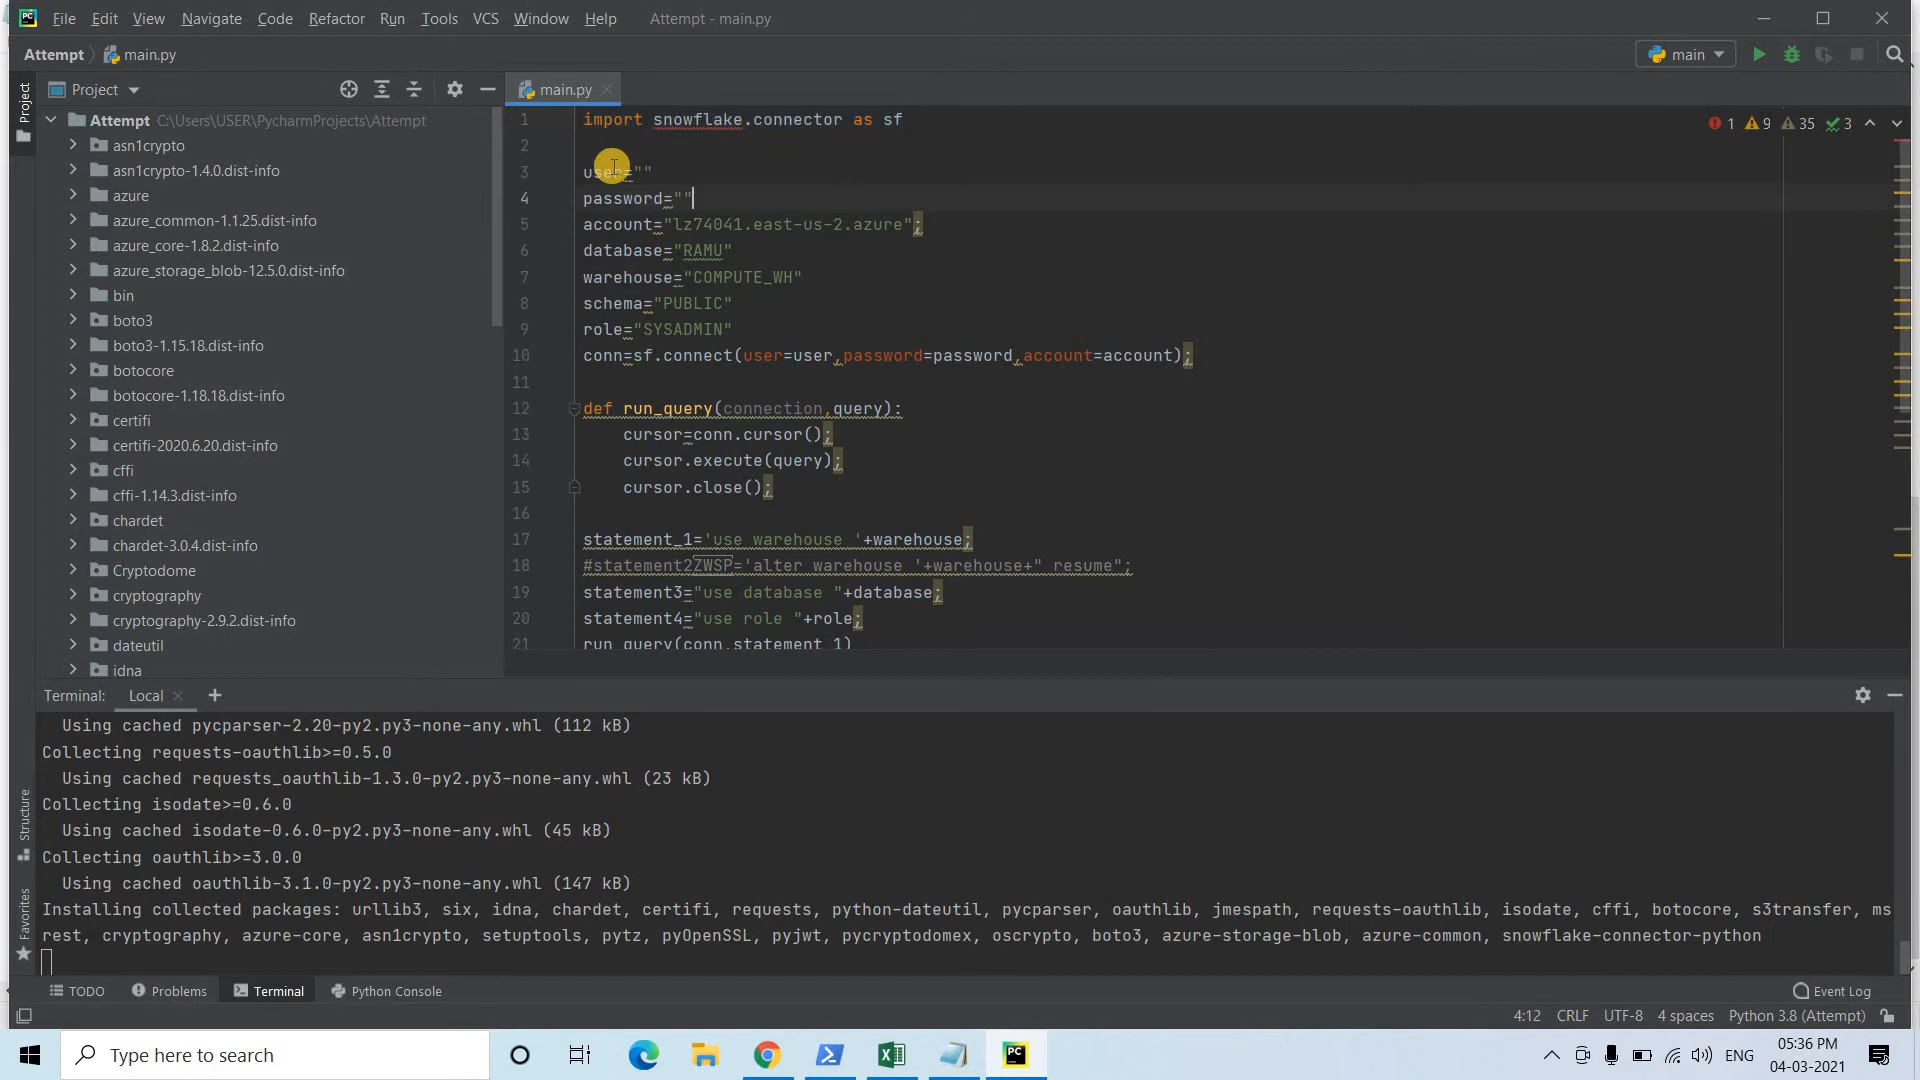 PC File Edit View Navigate Code Refactor Run Tools VCS Window Help Attempt - main.py
Attempt main.py main
Project
Project
main.py
Attempt C:\Users\USER\PycharmProjects\Attempt
asn1crypto
asn1crypto-1.4.0.dist-info
azure
azure_common-1.1.25.dist-info
azure_core-1.8.2.dist-info
azure_storage_blob-12.5.0.dist-info
bin
boto3
boto3-1.15.18.dist-info
botocore
botocore-1.18.18.dist-info
certifi
certifi-2020.6.20.dist-info
cffi
cffi-1.14.3.dist-info
chardet
chardet-3.0.4.dist-info
Cryptodome
cryptography
cryptography-2.9.2.dist-info
dateutil
idna
1 9 35 3
1 import snowflake.connector as sf
2
3 user=""
4 password=""
5 account="lz74041.east-us-2.azure";
6 database="RAMU"
7 warehouse="COMPUTE_WH"
8 schema="PUBLIC"
9 role="SYSADMIN"
10 conn=sf.connect(user=user,password=password,account=account);
11
12 def run_query(connection,query):
13 cursor=conn.cursor();
14 cursor.execute(query);
15 cursor.close();
16
17 statement_1='use warehouse '+warehouse;
18 #statement2ZWSP='alter warehouse '+warehouse+" resume";
19 statement3="use database "+database;
20 statement4="use role "+role;
21 run_query(conn,statement_1)
Terminal: Local
Using cached pycparser-2.20-py2.py3-none-any.whl (112 kB)
Collecting requests-oauthlib>=0.5.0
Using cached requests_oauthlib-1.3.0-py2.py3-none-any.whl (23 kB)
Collecting isodate>=0.6.0
Using cached isodate-0.6.0-py2.py3-none-any.whl (45 kB)
Collecting oauthlib>=3.0.0
Using cached oauthlib-3.1.0-py2.py3-none-any.whl (147 kB)
Installing collected packages: urllib3, six, idna, chardet, certifi, requests, python-dateutil, pycparser, oauthlib, jmespath, requests-oauthlib, isodate, cffi, botocore, s3transfer, ms
rest, cryptography, azure-core, asn1crypto, setuptools, pytz, pyOpenSSL, pyjwt, pycryptodomex, oscrypto, boto3, azure-storage-blob, azure-common, snowflake-connector-python
Structure
Favorites
TODO Problems Terminal Python Console Event Log
4:12 CRLF UTF-8 4 spaces Python 3.8 (Attempt)
Type here to search PC ENG
05:36 PM
04-03-2021